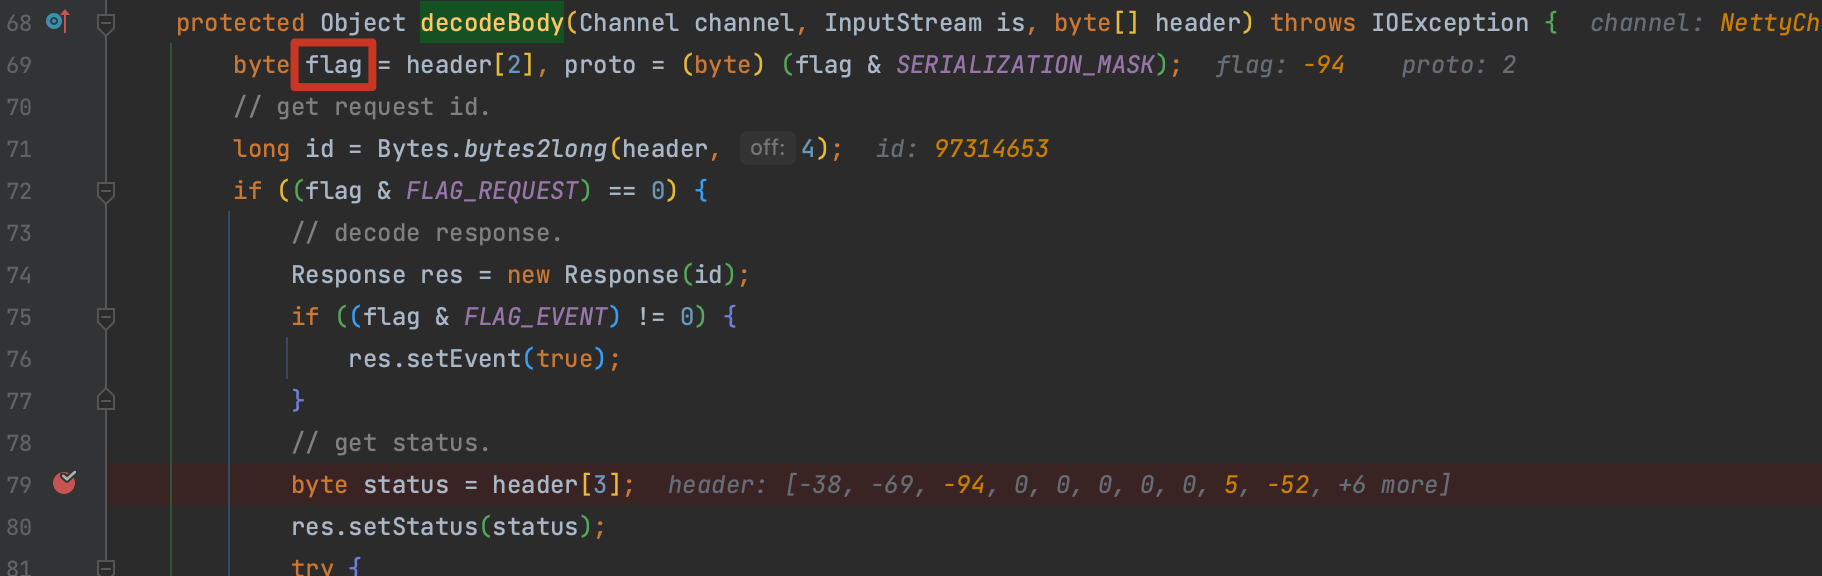 68 protected Object decodeBody(Channel channel, InputStream is, byte[] header) throws IOException { channel: NettyCh
69 byte flag = header[2], proto = (byte) (flag & SERIALIZATION_MASK); flag: -94 proto: 2
70 // get request id.
71 long id = Bytes.bytes2long(header, off: 4); id: 97314653
72 if ((flag & FLAG_REQUEST) == 0) {
73 // decode response.
74 Response res = new Response(id);
75 if ((flag & FLAG_EVENT) != 0) {
76 res.setEvent(true);
77 }
78 // get status.
79 byte status = header[3]; header: [-38, -69, -94, 0, 0, 0, 0, 0, 5, -52, +6 more]
80 res.setStatus(status);
81 try {